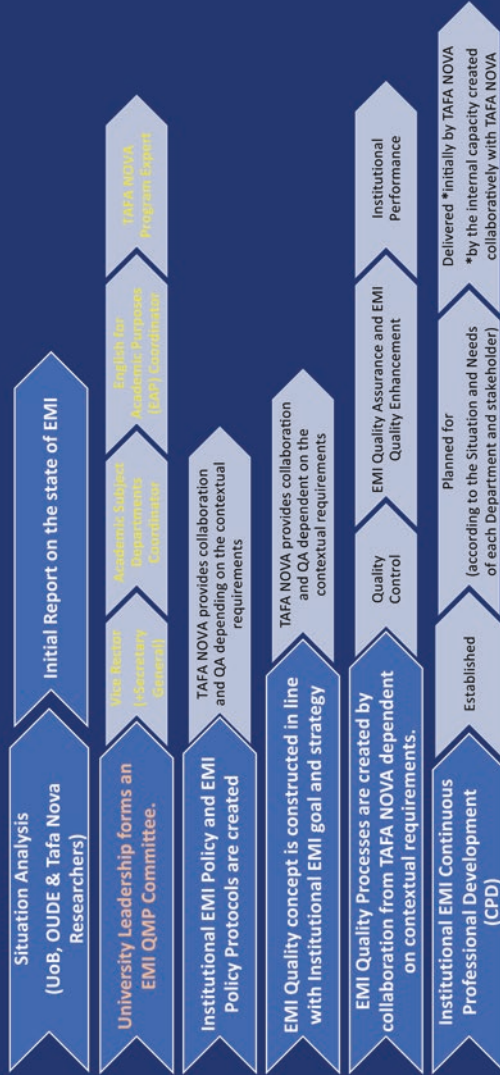 Situation Analysis
(UoB, OUDE & Tafa Nova
Researchers)
Initial Report on the state of EMI
University Leadership forms an
EMI QMP Committee.
Vice Rector
(+Secretary
General)
Academic Subject
Departments
Coordinator
English for
Academic Purposes
(EAP) Coordinator
TAFA NOVA
Program Expert
Institutional EMI Policy and EMI
Policy Protocols are created
TAFA NOVA provides collaboration
and QA depending on the contextual
requirements
EMI Quality concept is constructed in line
with Institutional EMI goal and strategy
TAFA NOVA provides collaboration
and QA dependent on the
contextual requirements
EMI Quality Processes are created by
collaboration from TAFA NOVA dependent
on contextual requirements.
Quality
Control
EMI Quality Assurance and EMI
Quality Enhancement
Institutional
Performance
Institutional EMI Continuous
Professional Development
(CPD)
Established
Planned for
(according to the Situation and Needs
of each Department and stakeholder)
Delivered *initially by TAFA NOVA
*by the internal capacity created
collaboratively with TAFA NOVA